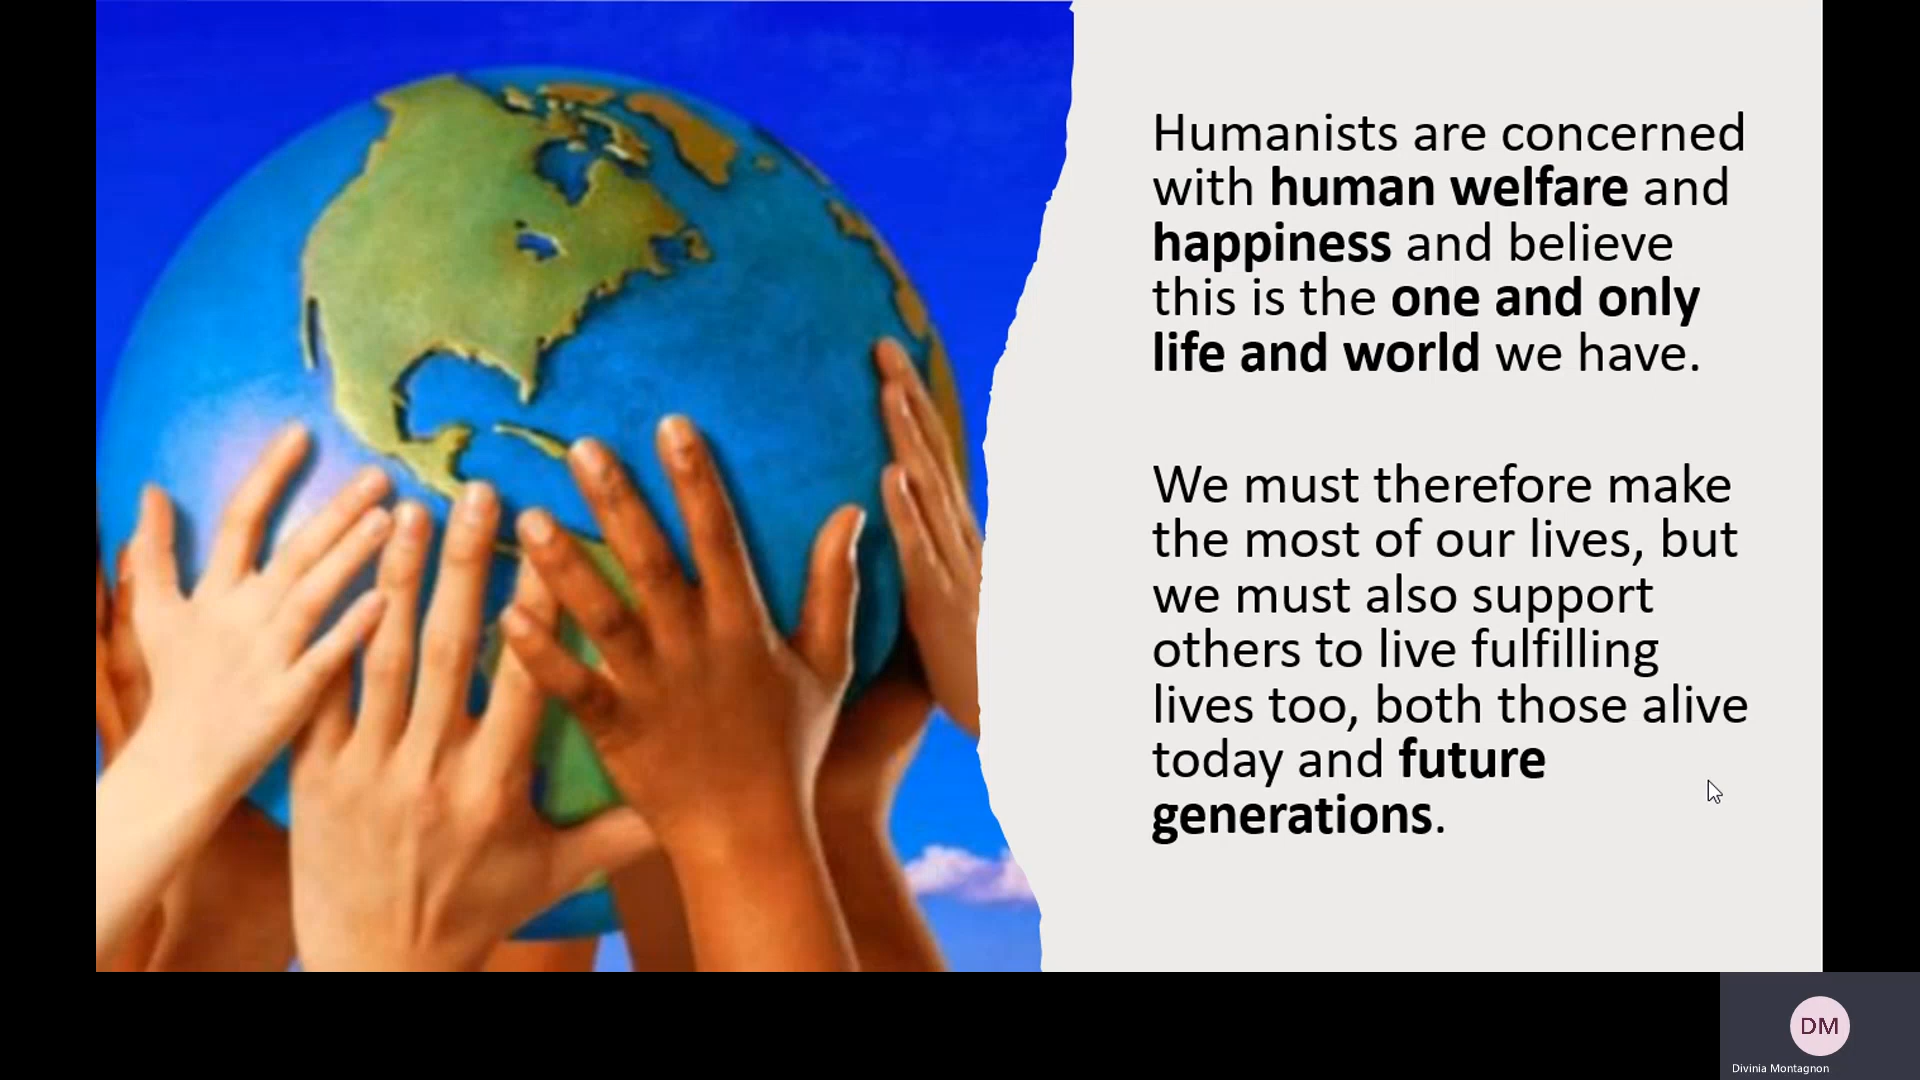 Humanists are concerned
with human welfare and
happiness and believe
this is the one and only
life and world we have.
We must therefore make
the most of our lives, but
we must also support
others to live fulfilling
lives too, both those alive
today and future
generations.
DM
Divinia Montagnon